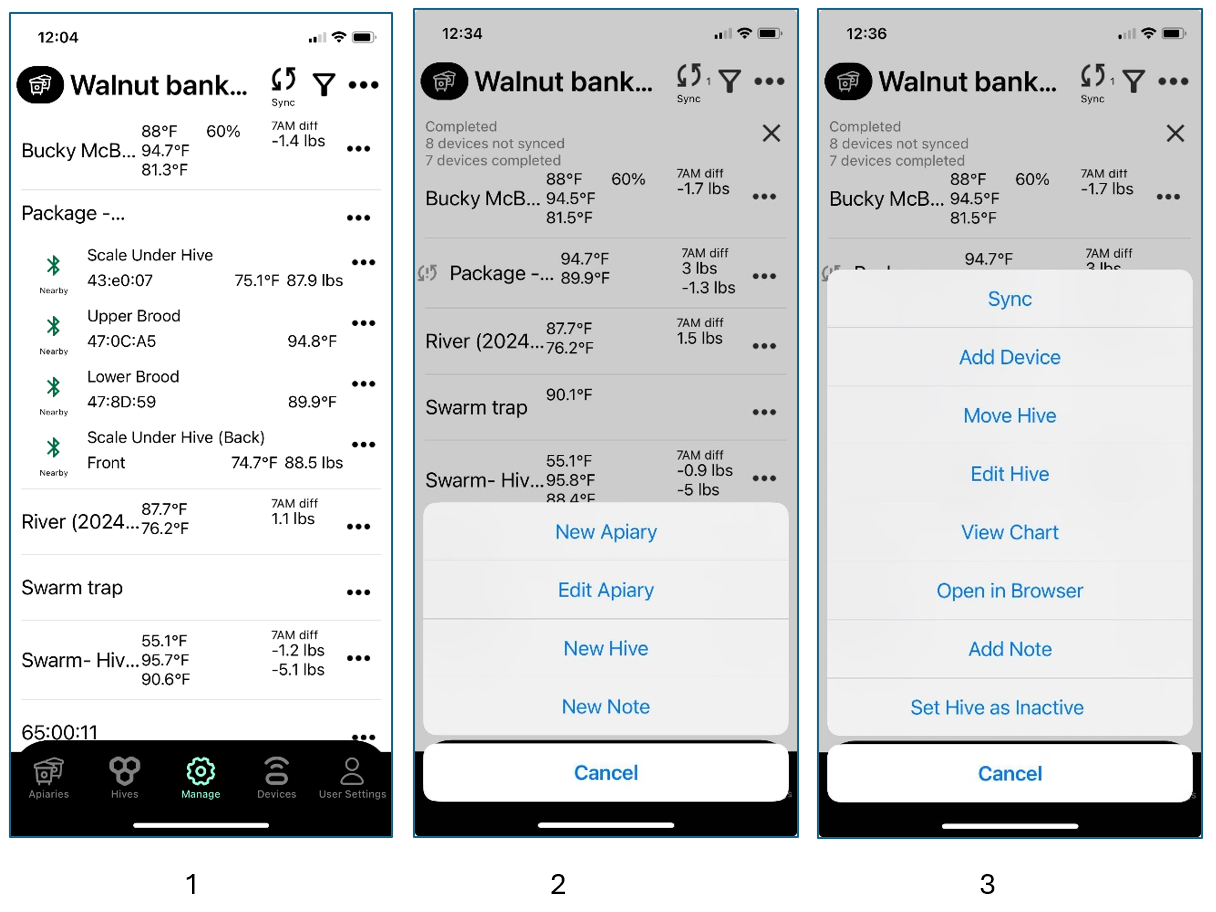 12:04
Walnut bank...
Sync
Bucky McB... 88°F 60% 7AM diff
94.7°F -1.4 lbs
81.3°F
Package -...
Scale Under Hive
Nearby 43:e0:07 75.1°F 87.9 lbs
Upper Brood
Nearby 47:0C:A5 94.8°F
Lower Brood
Nearby 47:8D:59 89.9°F
Scale Under Hive (Back)
Nearby Front 74.7°F 88.5 lbs
River (2024... 87.7°F 7AM diff
76.2°F 1.1 lbs
Swarm trap
Swarm- Hiv... 55.1°F 7AM diff
95.7°F -1.2 lbs
90.6°F -5.1 lbs
65:00:11
Apiaries Hives Manage Devices User Settings
1
12:34
Walnut bank...
Sync 1
Completed
8 devices not synced
7 devices completed
Bucky McB... 88°F 60% 7AM diff
94.5°F -1.7 lbs
81.5°F
Package -... 94.7°F 7AM diff
89.9°F 3 lbs
-1.3 lbs
River (2024... 87.7°F 7AM diff
76.2°F 1.5 lbs
Swarm trap 90.1°F
Swarm- Hiv... 55.1°F 7AM diff
95.8°F -0.9 lbs
88.4°F -5 lbs
New Apiary
Edit Apiary
New Hive
New Note
Cancel
2
12:36
Walnut bank...
Sync 1
Completed
8 devices not synced
7 devices completed
Bucky McB... 88°F 60% 7AM diff
94.5°F -1.7 lbs
81.5°F
94.7°F 7AM diff
3 lbs
Sync
Add Device
Move Hive
Edit Hive
View Chart
Open in Browser
Add Note
Set Hive as Inactive
Cancel
3